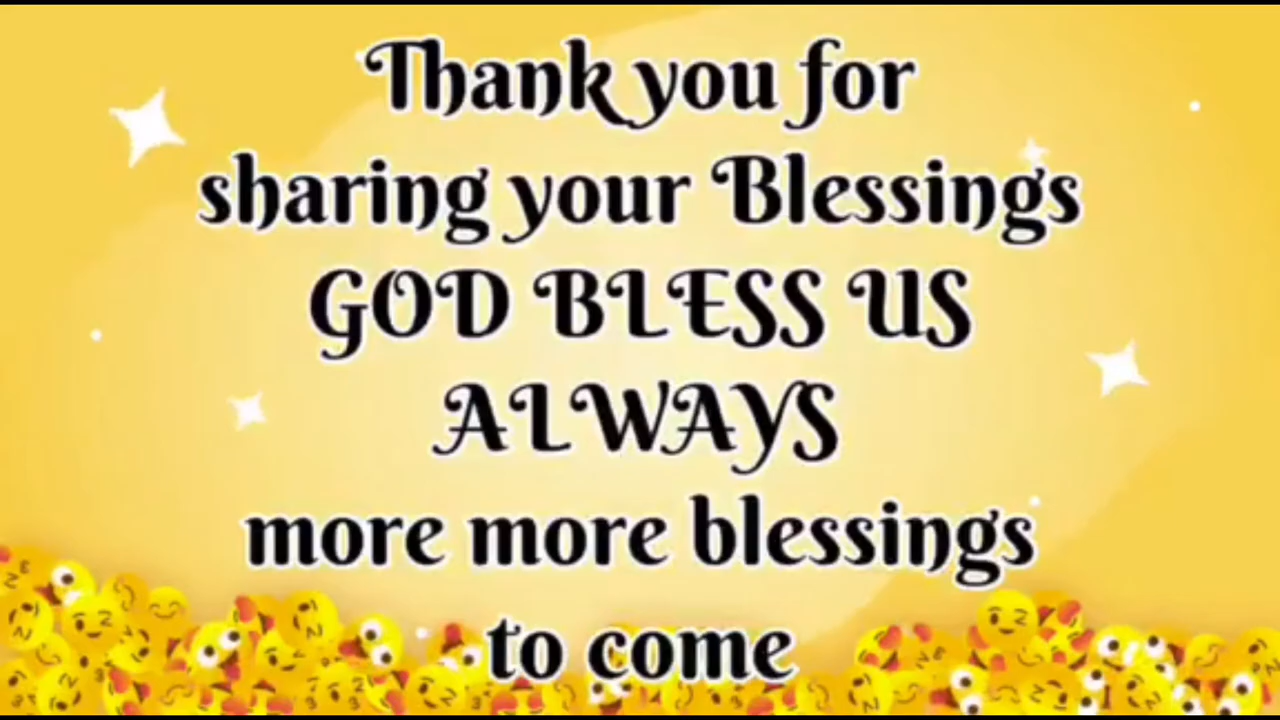 Thank you for
sharing your Blessings
GOD BLESS US
ALWAYS
more more blessings
to come